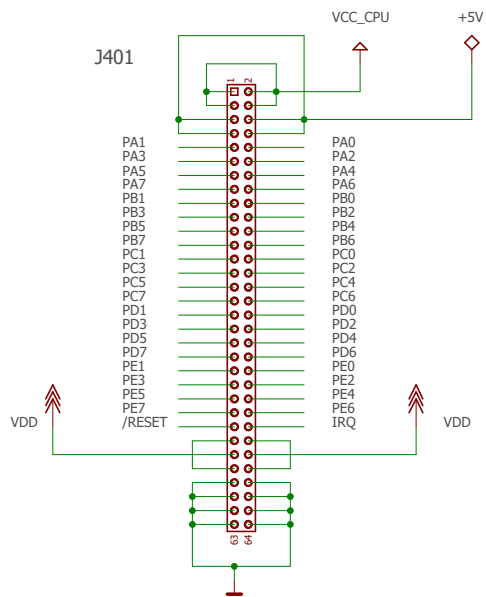 VCC_CPU +5V
J401
1 2
PA1 PA0
PA3 PA2
PA5 PA4
PA7 PA6
PB1 PB0
PB3 PB2
PB5 PB4
PB7 PB6
PC1 PC0
PC3 PC2
PC5 PC4
PC7 PC6
PD1 PD0
PD3 PD2
PD5 PD4
PD7 PD6
PE1 PE0
PE3 PE2
PE5 PE4
PE7 PE6
/RESET IRQ
VDD VDD
63 64